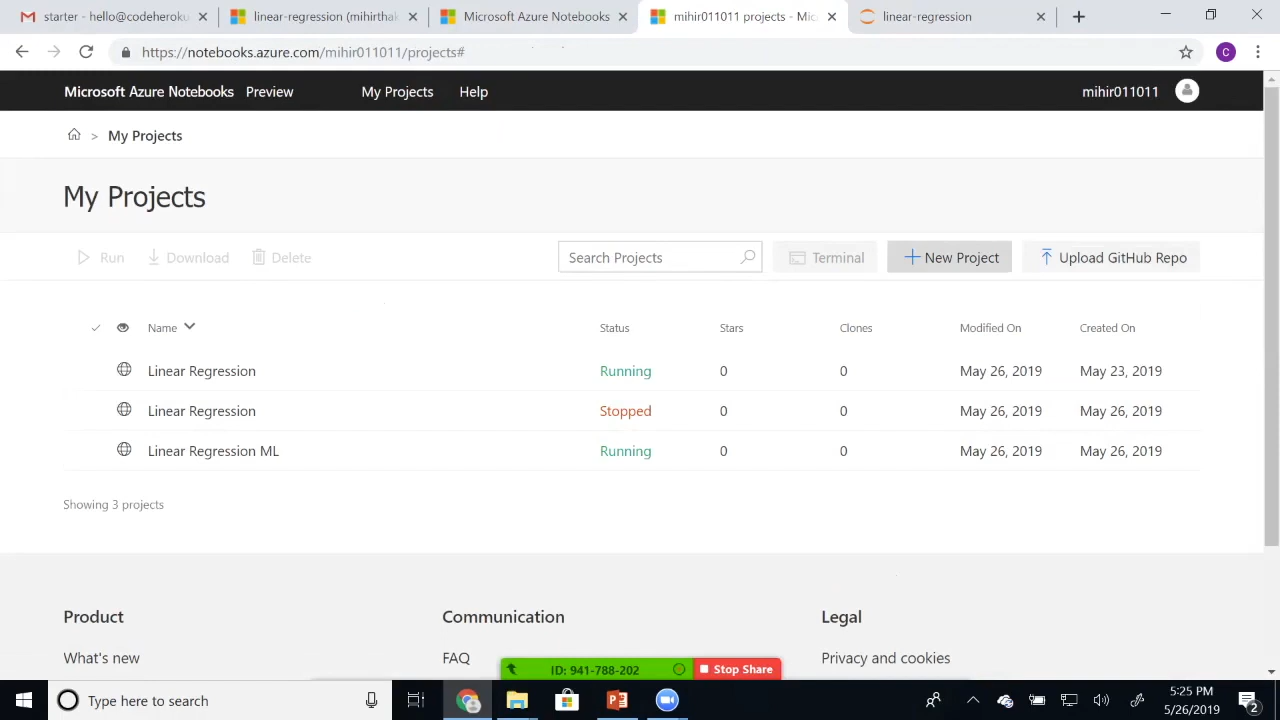 starter - hello@codeheroku
linear-regression (mihirthal
Microsoft Azure Notebooks
mihir011011 projects - Mic
linear-regression
https://notebooks.azure.com/mihir011011/projects#
C
Microsoft Azure Notebooks Preview My Projects Help mihir011011
> My Projects
My Projects
Run Download Delete Search Projects Terminal New Project Upload GitHub Repo
Name Status Stars Clones Modified On Created On
Linear Regression Running 0 0 May 26, 2019 May 23, 2019
Linear Regression Stopped 0 0 May 26, 2019 May 26, 2019
Linear Regression ML Running 0 0 May 26, 2019 May 26, 2019
Showing 3 projects
Product Communication Legal
What's new FAQ Privacy and cookies
ID: 941-788-202 Stop Share
Type here to search
5:25 PM
5/26/2019
2